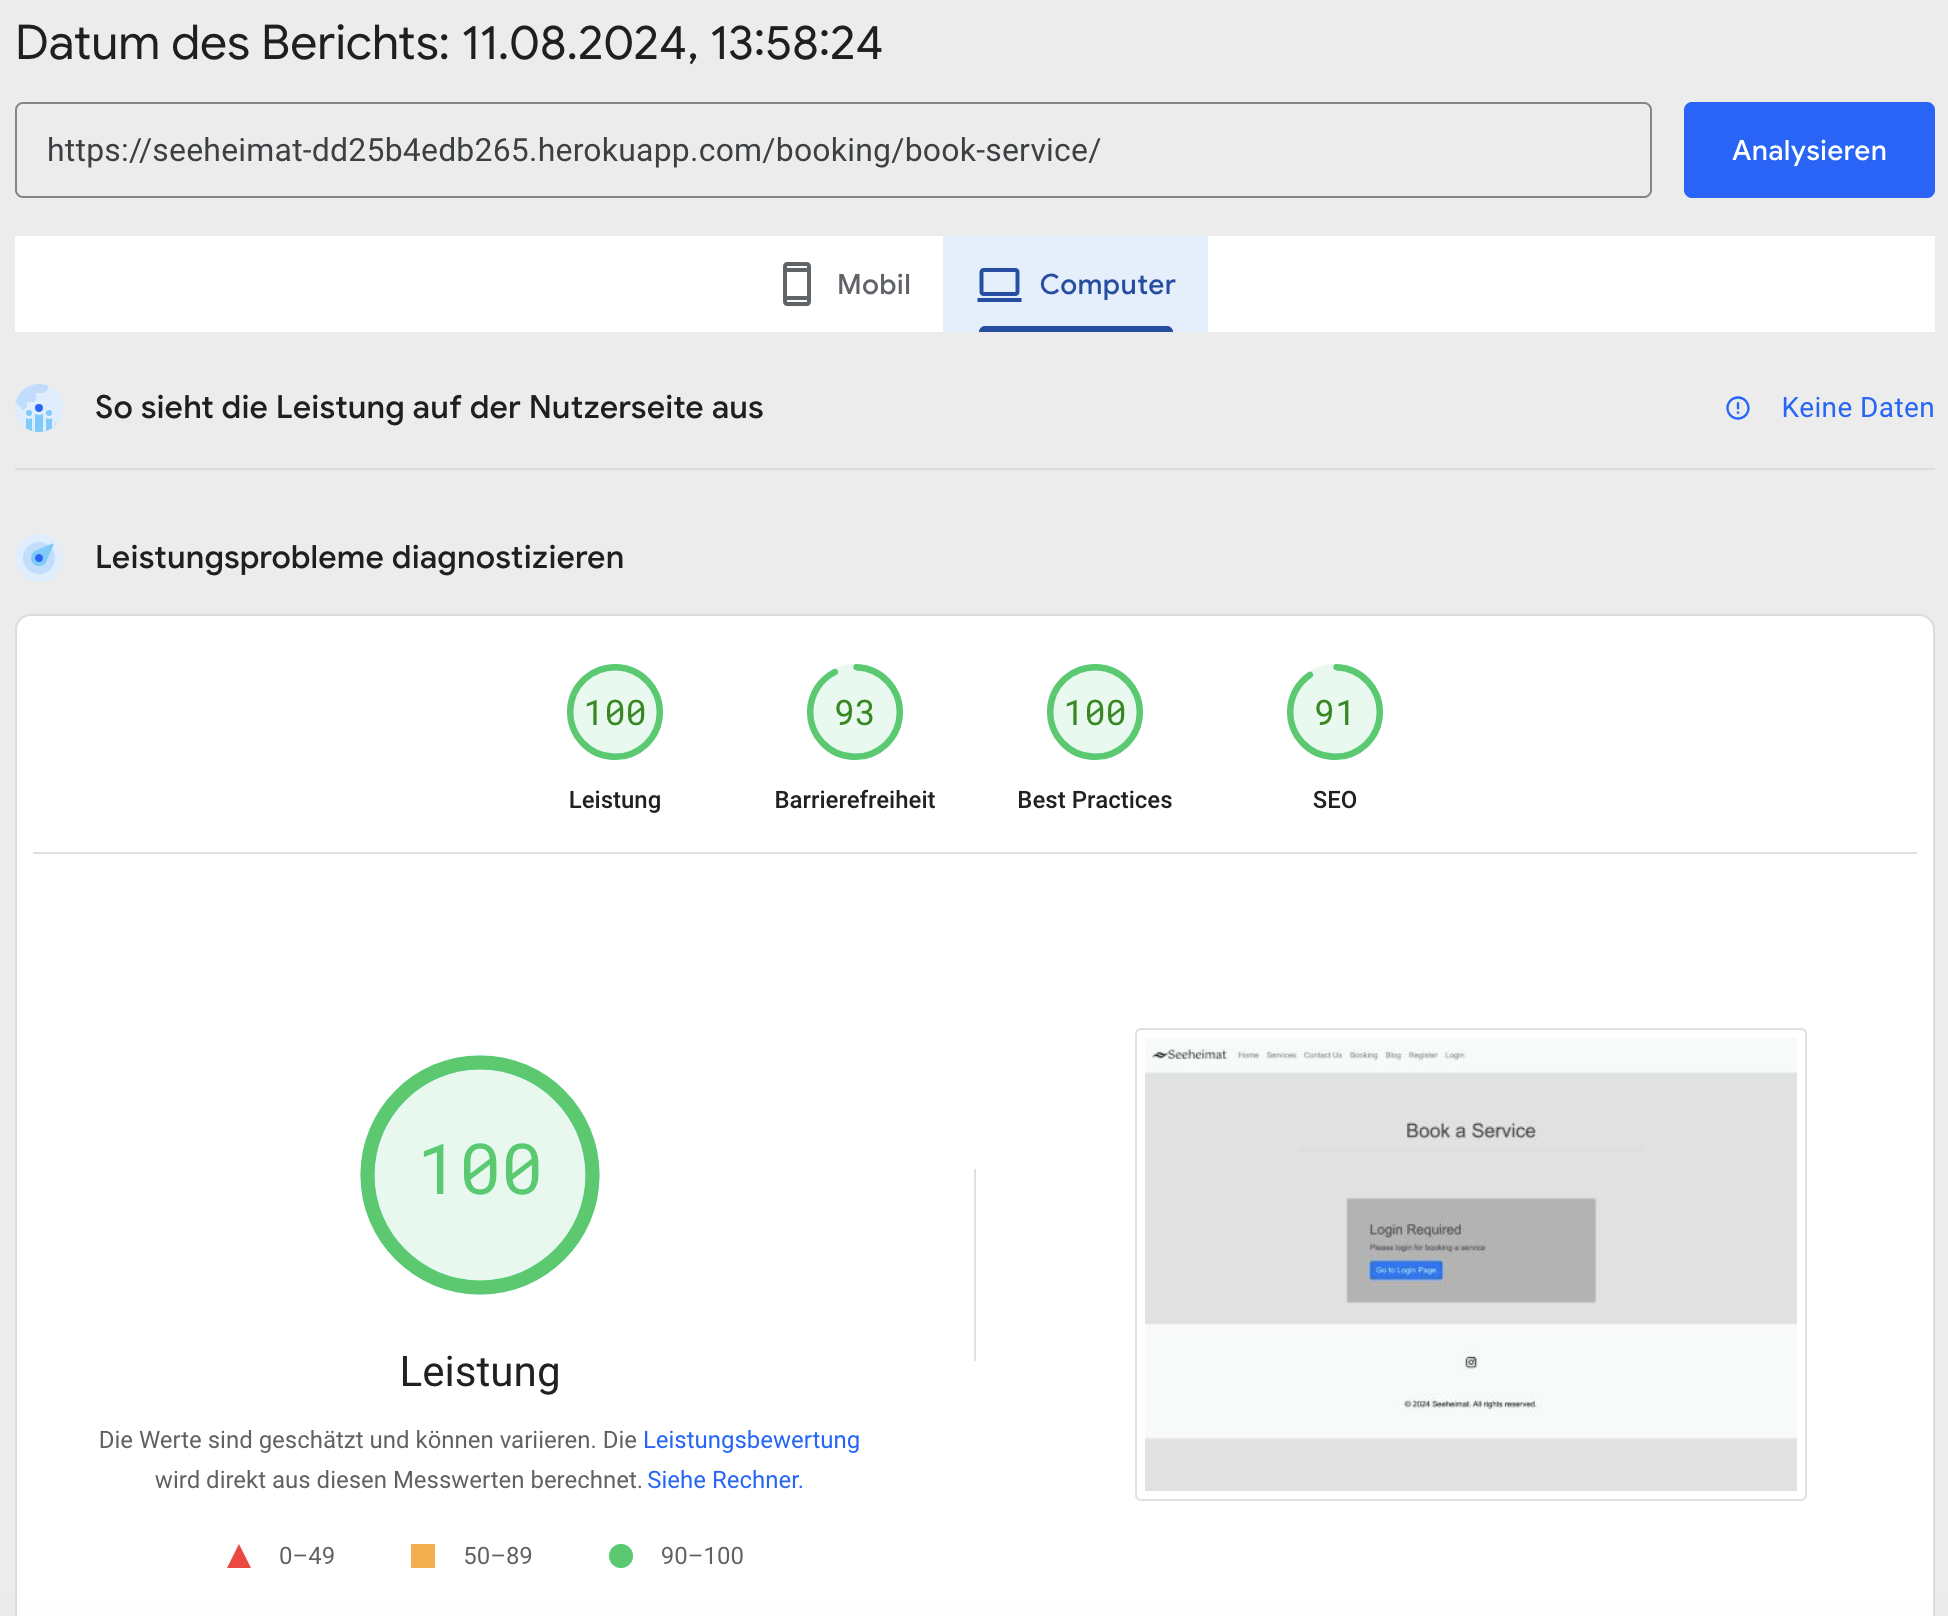 Datum des Berichts: 11.08.2024, 13:58:24
https://seeheimat-dd25b4edb265.herokuapp.com/booking/book-service/
Analysieren
Mobil
Computer
So sieht die Leistung auf der Nutzerseite aus
Keine Daten
Leistungsprobleme diagnostizieren
100
93
100
91
Leistung
Barrierefreiheit
Best Practices
SEO
100
Leistung
Die Werte sind geschätzt und können variieren. Die Leistungsbewertung
wird direkt aus diesen Messwerten berechnet. Siehe Rechner.
0–49
50–89
90–100
Seeheimat Home Services Contact Us Booking Blog Register Login
Book a Service
Login Required
Please login for booking a service
Go to Login Page
© 2024 Seeheimat. All rights reserved.